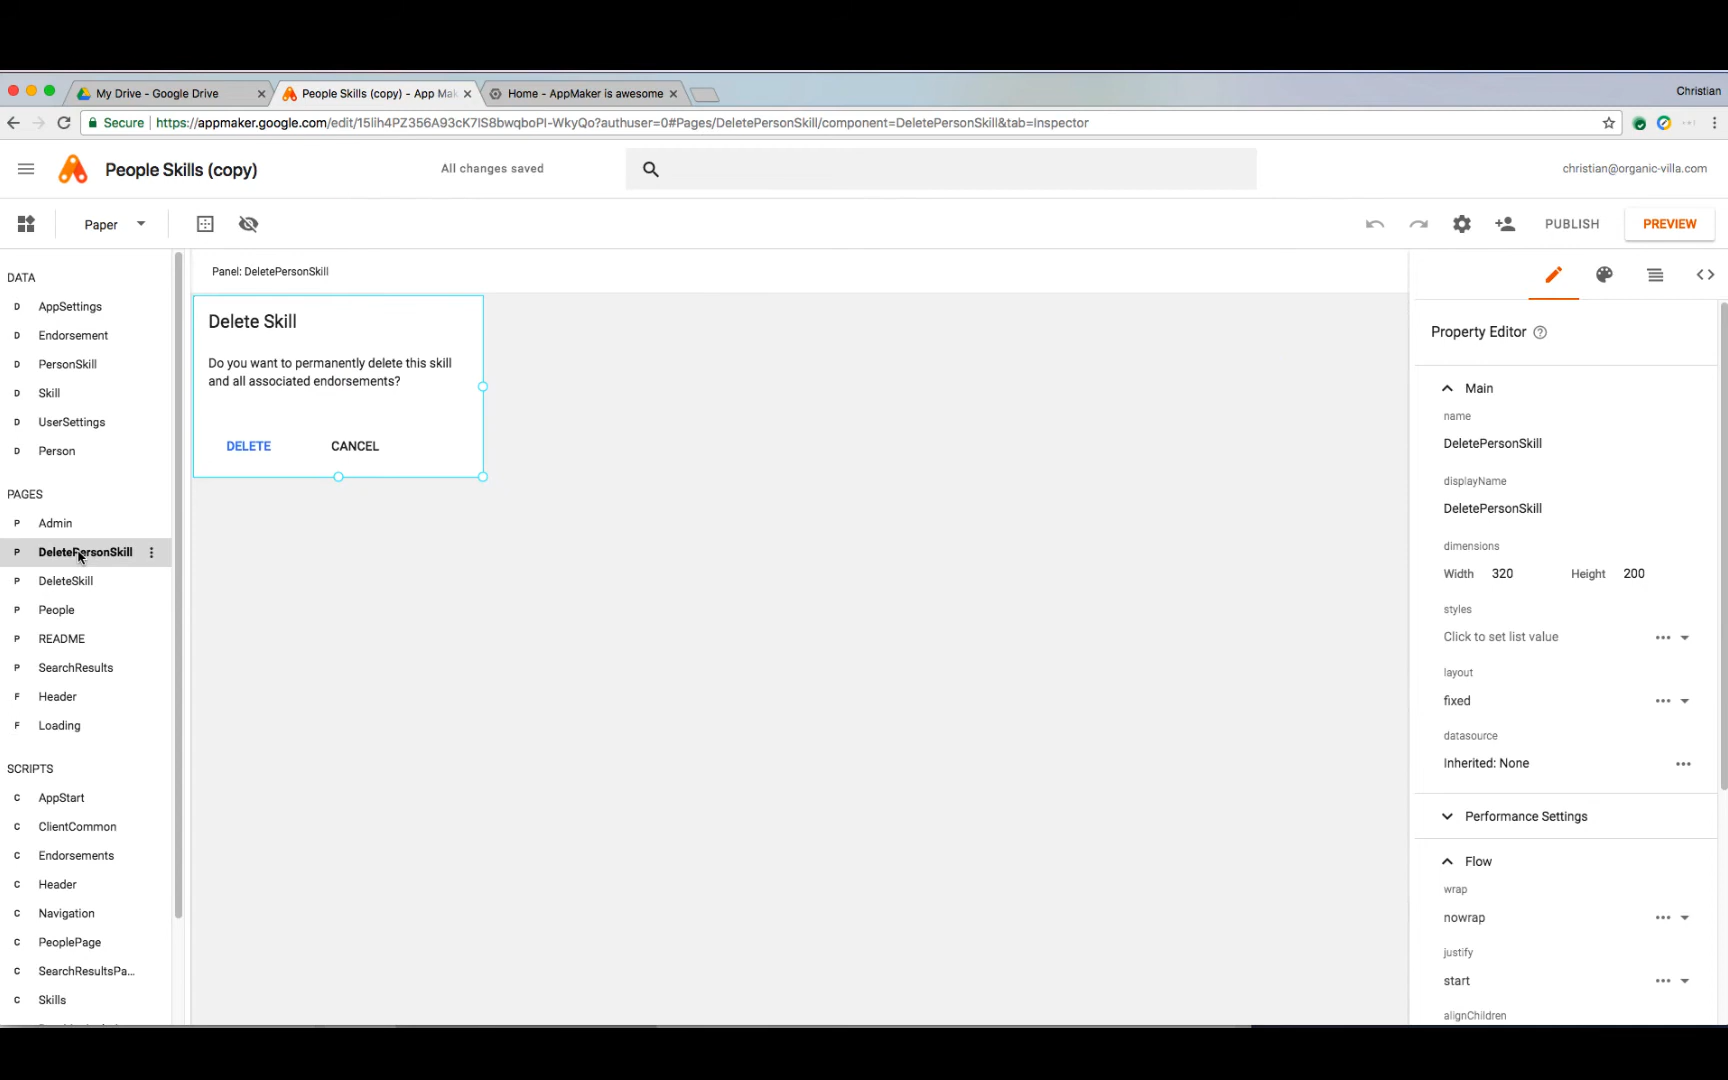 My Drive - Google Drive
People Skills (copy) - App Mak
Home - AppMaker is awesome
Christian
Secure
https://appmaker.google.com/edit/15Iih4PZ356A93cK7IS8bwqboPI-WkyQo?authuser=0#Pages/DeletePersonSkill/component=DeletePersonSkill&tab=Inspector
People Skills (copy)
All changes saved
christian@organic-villa.com
Paper
PUBLISH
PREVIEW
DATA
D AppSettings
D Endorsement
D PersonSkill
D Skill
D UserSettings
D Person
PAGES
P Admin
P DeletePersonSkill
P DeleteSkill
P People
P README
P SearchResults
F Header
F Loading
SCRIPTS
C AppStart
C ClientCommon
C Endorsements
C Header
C Navigation
C PeoplePage
C SearchResultsPa...
C Skills
Panel: DeletePersonSkill
Delete Skill
Do you want to permanently delete this skill
and all associated endorsements?
DELETE
CANCEL
Property Editor
Main
name
DeletePersonSkill
displayName
DeletePersonSkill
dimensions
Width 320 Height 200
styles
Click to set list value
layout
fixed
datasource
Inherited: None
Performance Settings
Flow
wrap
nowrap
justify
start
alignChildren